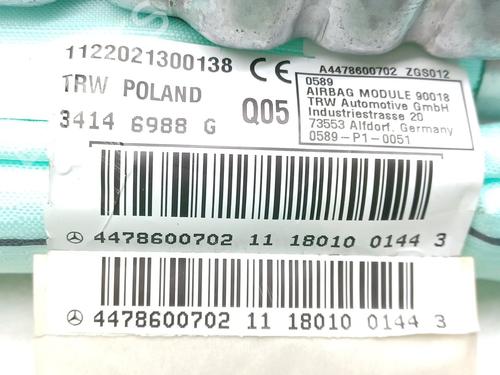 1122021300138 CE
TRW POLAND
3414 6988 G Q05
A4478600702 ZGS012
0589
AIRBAG MODULE 90018
TRW Automotive GmbH
Industriestrasse 20
73553 Alfdorf, Germany
0589-P1-0051
4478600702 11 18010 0144 3
4478600702 11 18010 0144 3